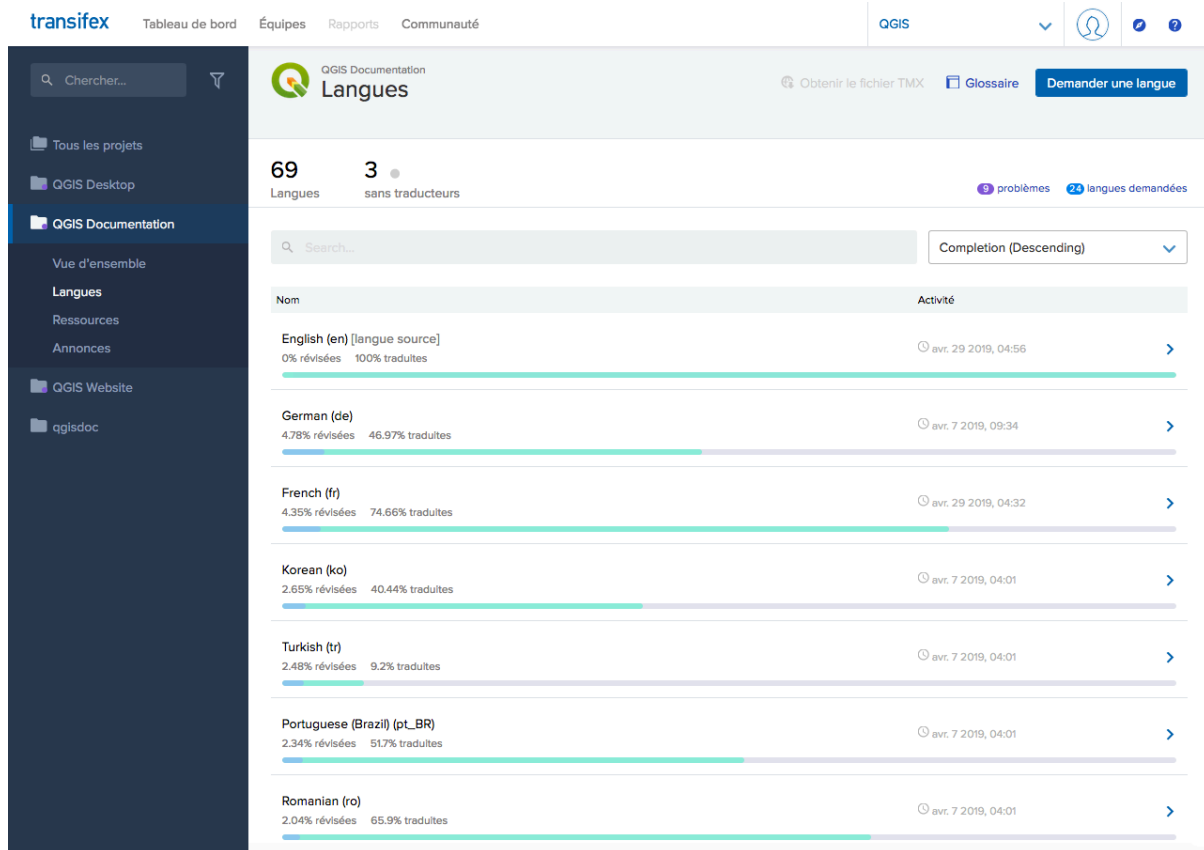 transifex Tableau de bord Équipes Rapports Communauté QGIS
Chercher...
Tous les projets
QGIS Desktop
QGIS Documentation
Vue d'ensemble
Langues
Ressources
Annonces
QGIS Website
qgisdoc
QGIS Documentation
Langues
Obtenir le fichier TMX Glossaire Demander une langue
69 3
Langues sans traducteurs
9 problèmes 24 langues demandées
Search... Completion (Descending)
Nom Activité
English (en) [langue source]
0% révisées 100% traduites
avr. 29 2019, 04:56
German (de)
4.78% révisées 46.97% traduites
avr. 7 2019, 09:34
French (fr)
4.35% révisées 74.66% traduites
avr. 29 2019, 04:32
Korean (ko)
2.65% révisées 40.44% traduites
avr. 7 2019, 04:01
Turkish (tr)
2.48% révisées 9.2% traduites
avr. 7 2019, 04:01
Portuguese (Brazil) (pt_BR)
2.34% révisées 51.7% traduites
avr. 7 2019, 04:01
Romanian (ro)
2.04% révisées 65.9% traduites
avr. 7 2019, 04:01